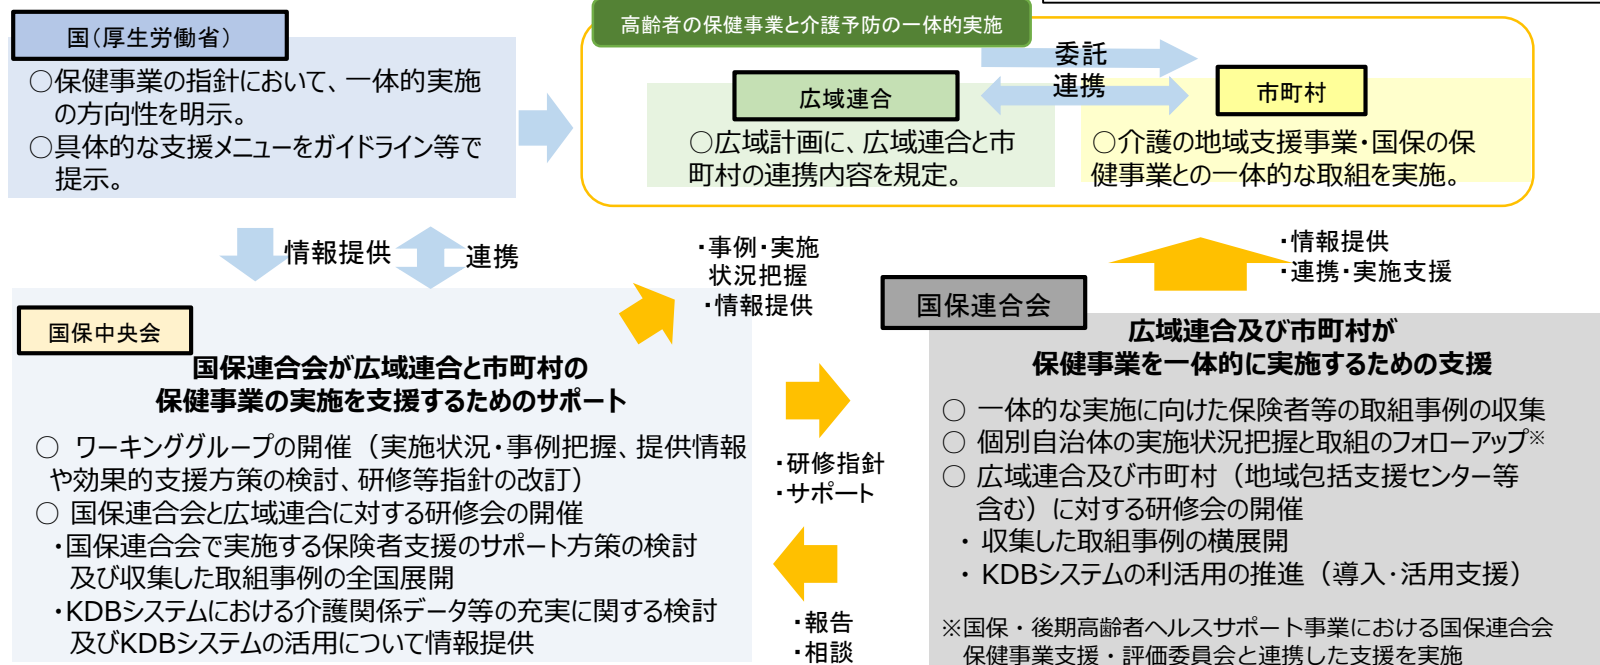 国(厚生労働省)
○保健事業の指針において、一体的実施
の方向性を明示。
○具体的な支援メニューをガイドライン等で
提示。
高齢者の保健事業と介護予防の一体的実施
委託
連携
広域連合
○広域計画に、広域連合と市
町村の連携内容を規定。
市町村
○介護の地域支援事業・国保の保
健事業との一体的な取組を実施。
情報提供
連携
・事例・実施
状況把握
・情報提供
・情報提供
・連携・実施支援
国保中央会
国保連合会が広域連合と市町村の
保健事業の実施を支援するためのサポート
○ ワーキンググループの開催（実施状況・事例把握、提供情報
や効果的支援方策の検討、研修等指針の改訂）
○ 国保連合会と広域連合に対する研修会の開催
・国保連合会で実施する保険者支援のサポート方策の検討
及び収集した取組事例の全国展開
・KDBシステムにおける介護関係データ等の充実に関する検討
及びKDBシステムの活用について情報提供
・研修指針
・サポート
・報告
・相談
国保連合会
広域連合及び市町村が
保健事業を一体的に実施するための支援
○ 一体的な実施に向けた保険者等の取組事例の収集
○ 個別自治体の実施状況把握と取組のフォローアップ※
○ 広域連合及び市町村（地域包括支援センター等
含む）に対する研修会の開催
・ 収集した取組事例の横展開
・ KDBシステムの利活用の推進（導入・活用支援）
※国保・後期高齢者ヘルスサポート事業における国保連合会
保健事業支援・評価委員会と連携した支援を実施